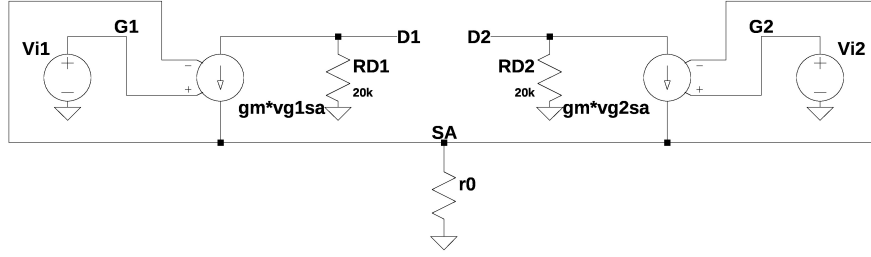 G1
G2
Vi1
D1
D2
Vi2
RD1
RD2
20k
20k
gm*vg1sa
gm*vg2sa
SA
r0